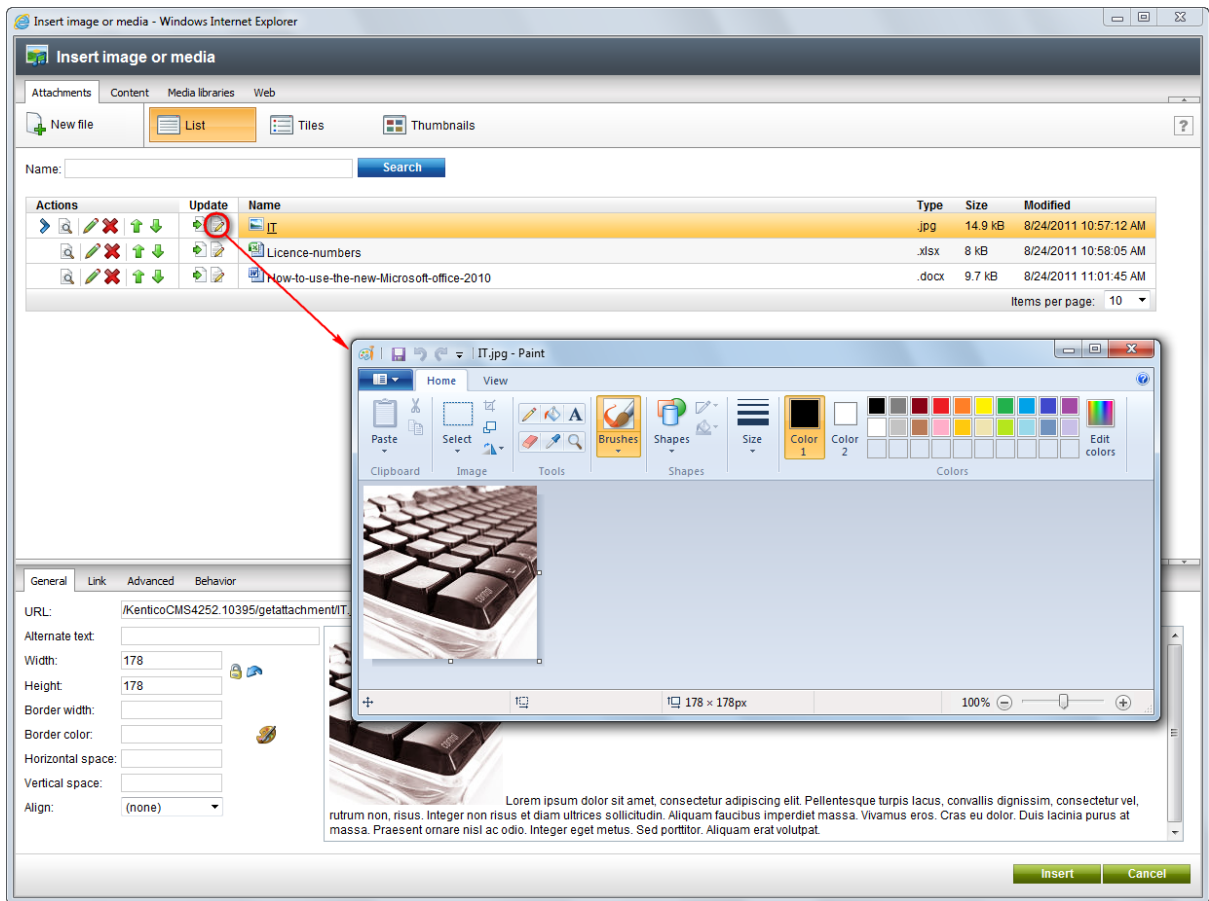 Insert image or media - Windows Internet Explorer
Insert image or media
Attachments Content Media libraries Web
New file List Tiles Thumbnails ?
Name: Search
Actions Update Name Type Size Modified
IT .jpg 14.9 kB 8/24/2011 10:57:12 AM
Licence-numbers .xlsx 8 kB 8/24/2011 10:58:05 AM
How-to-use-the-new-Microsoft-office-2010 .docx 9.7 kB 8/24/2011 11:01:45 AM
Items per page: 10
IT.jpg - Paint
Home View
Paste Select Brushes Shapes Size Color 1 Color 2 Edit colors
Clipboard Image Tools Shapes Colors
178 × 178px 100%
General Link Advanced Behavior
URL: /KenticoCMS4252.10395/getattachment/IT.
Alternate text:
Width: 178
Height: 178
Border width:
Border color:
Horizontal space:
Vertical space:
Align: (none)
Lorem ipsum dolor sit amet, consectetur adipiscing elit. Pellentesque turpis lacus, convallis dignissim, consectetur vel,
rutrum non, risus. Integer non risus et diam ultrices sollicitudin. Aliquam faucibus imperdiet massa. Vivamus eros. Cras eu dolor. Duis lacinia purus at
massa. Praesent ornare nisl ac odio. Integer eget metus. Sed porttitor. Aliquam erat volutpat.
Insert Cancel